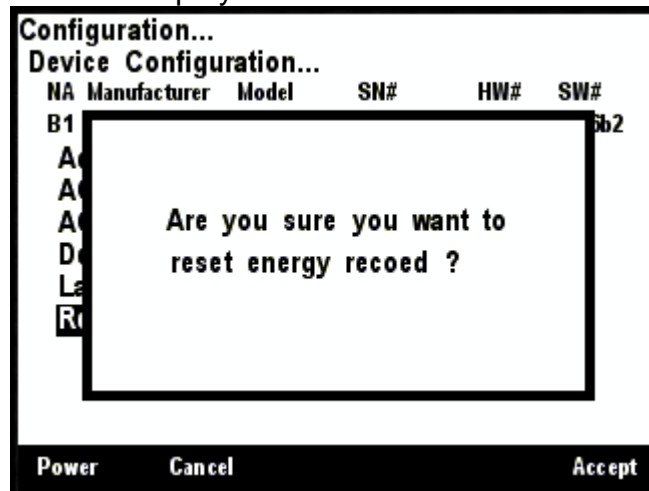 Configuration...
Device Configuration...
NA Manufacturer Model SN# HW# SW#
B1 6b2
Are you sure you want to
reset energy recoed ?
Power Cancel Accept